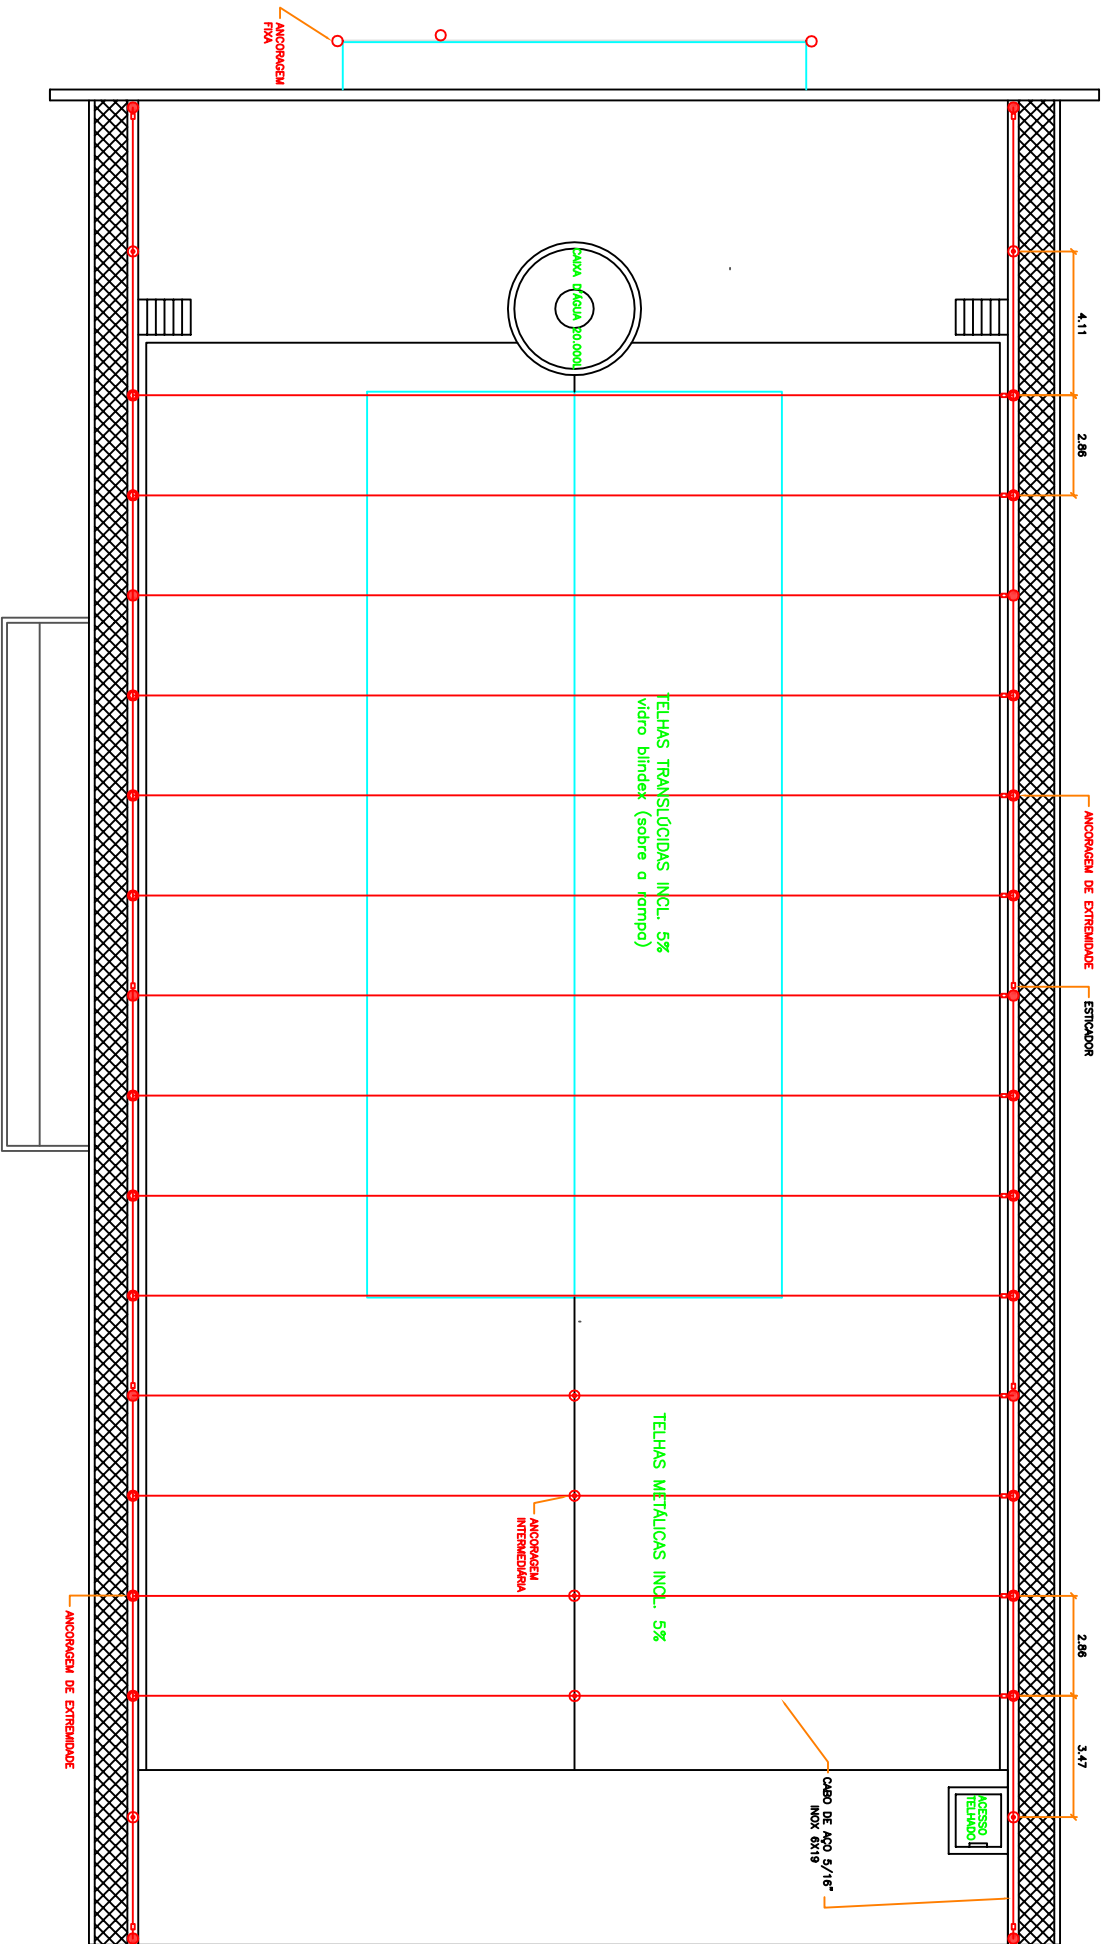 ANCORAGEM
FIXA
4.11
2.86
CAIXA D'ÁGUA 20.000L
TELHAS TRANSLÚCIDAS INCL. 5%
vidro blindex (sobre a rampa)
ANCORAGEM DE EXTREMIDADE
ESTICADOR
TELHAS METÁLICAS INCL. 5%
ANCORAGEM
INTERMEDIÁRIA
ANCORAGEM DE EXTREMIDADE
2.86
3.47
CABO DE AÇO 5/16"
INOX 6X19
ACESSO
TELHADO